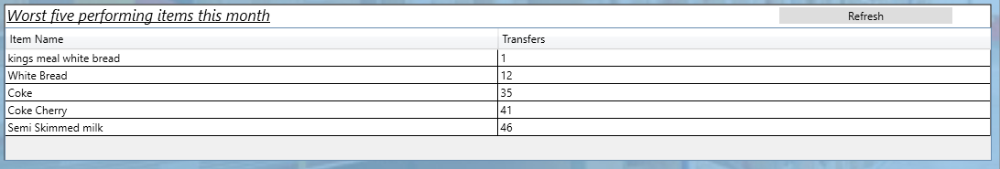 Worst five performing items this month
Refresh
Item Name Transfers
kings meal white bread 1
White Bread 12
Coke 35
Coke Cherry 41
Semi Skimmed milk 46